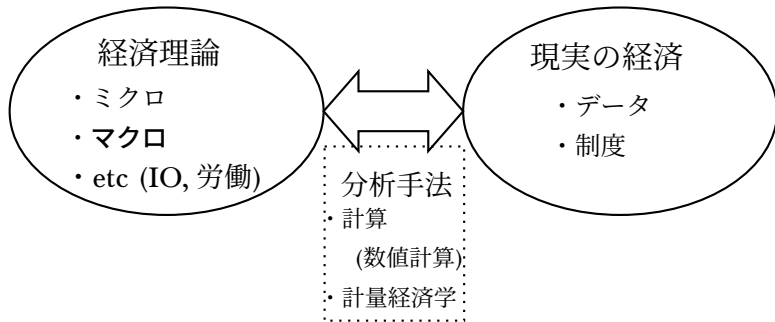 経済理論
・ミクロ
・マクロ
・etc (IO, 労働)
現実の経済
・データ
・制度
分析手法
・計算
(数値計算)
・計量経済学